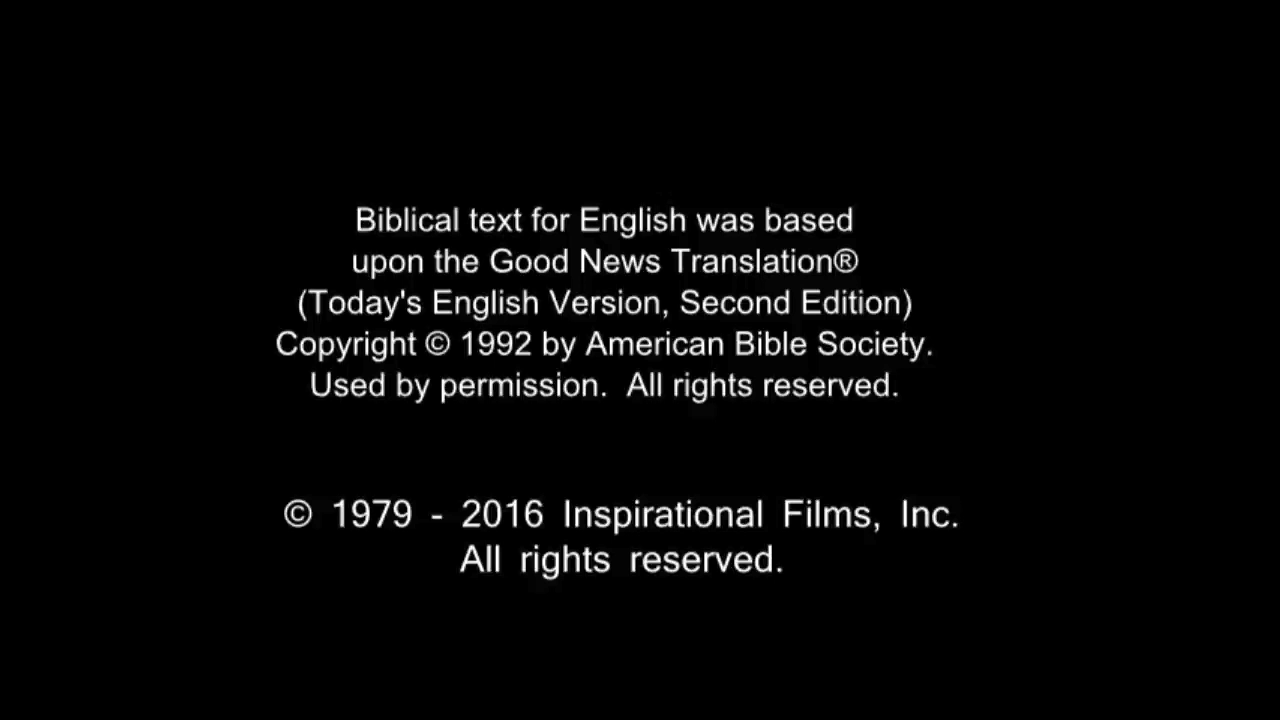 Biblical text for English was based
upon the Good News Translation®
(Today's English Version, Second Edition)
Copyright © 1992 by American Bible Society.
Used by permission.  All rights reserved.
© 1979 - 2016 Inspirational Films, Inc.
All rights reserved.